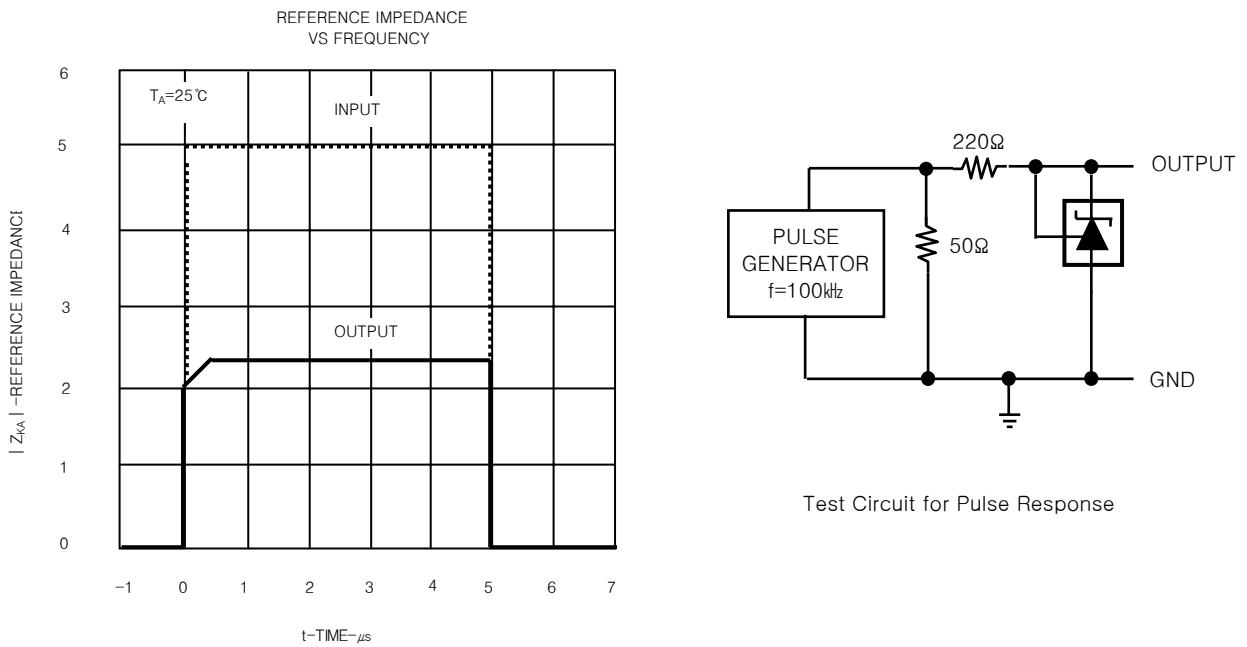 REFERENCE IMPEDANCE
VS FREQUENCY
6
5
4
3
2
1
0
TA=25℃
INPUT
OUTPUT
| ZKA | -REFERENCE IMPEDANCE
-1 0 1 2 3 4 5 6 7
t-TIME-μs
220Ω
OUTPUT
PULSE
GENERATOR
f=100㎑
50Ω
GND
Test Circuit for Pulse Response